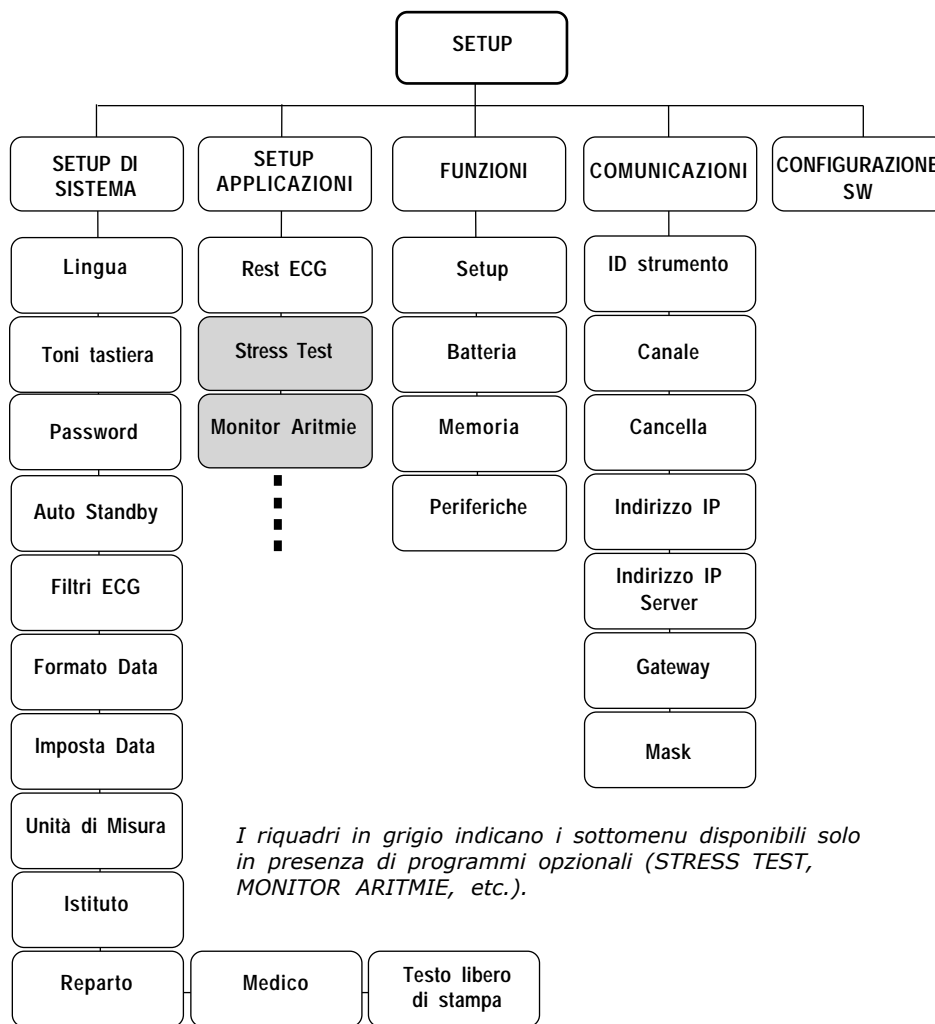 SETUP
SETUP DI
SISTEMA
SETUP
APPLICAZIONI
FUNZIONI
COMUNICAZIONI
CONFIGURAZIONE
SW
Lingua
Toni tastiera
Password
Auto Standby
Filtri ECG
Formato Data
Imposta Data
Unità di Misura
Istituto
Reparto
Medico
Testo libero
di stampa
Rest ECG
Stress Test
Monitor Aritmie
Setup
Batteria
Memoria
Periferiche
ID strumento
Canale
Cancella
Indirizzo IP
Indirizzo IP
Server
Gateway
Mask
I riquadri in grigio indicano i sottomenu disponibili solo
in presenza di programmi opzionali (STRESS TEST,
MONITOR ARITMIE, etc.).